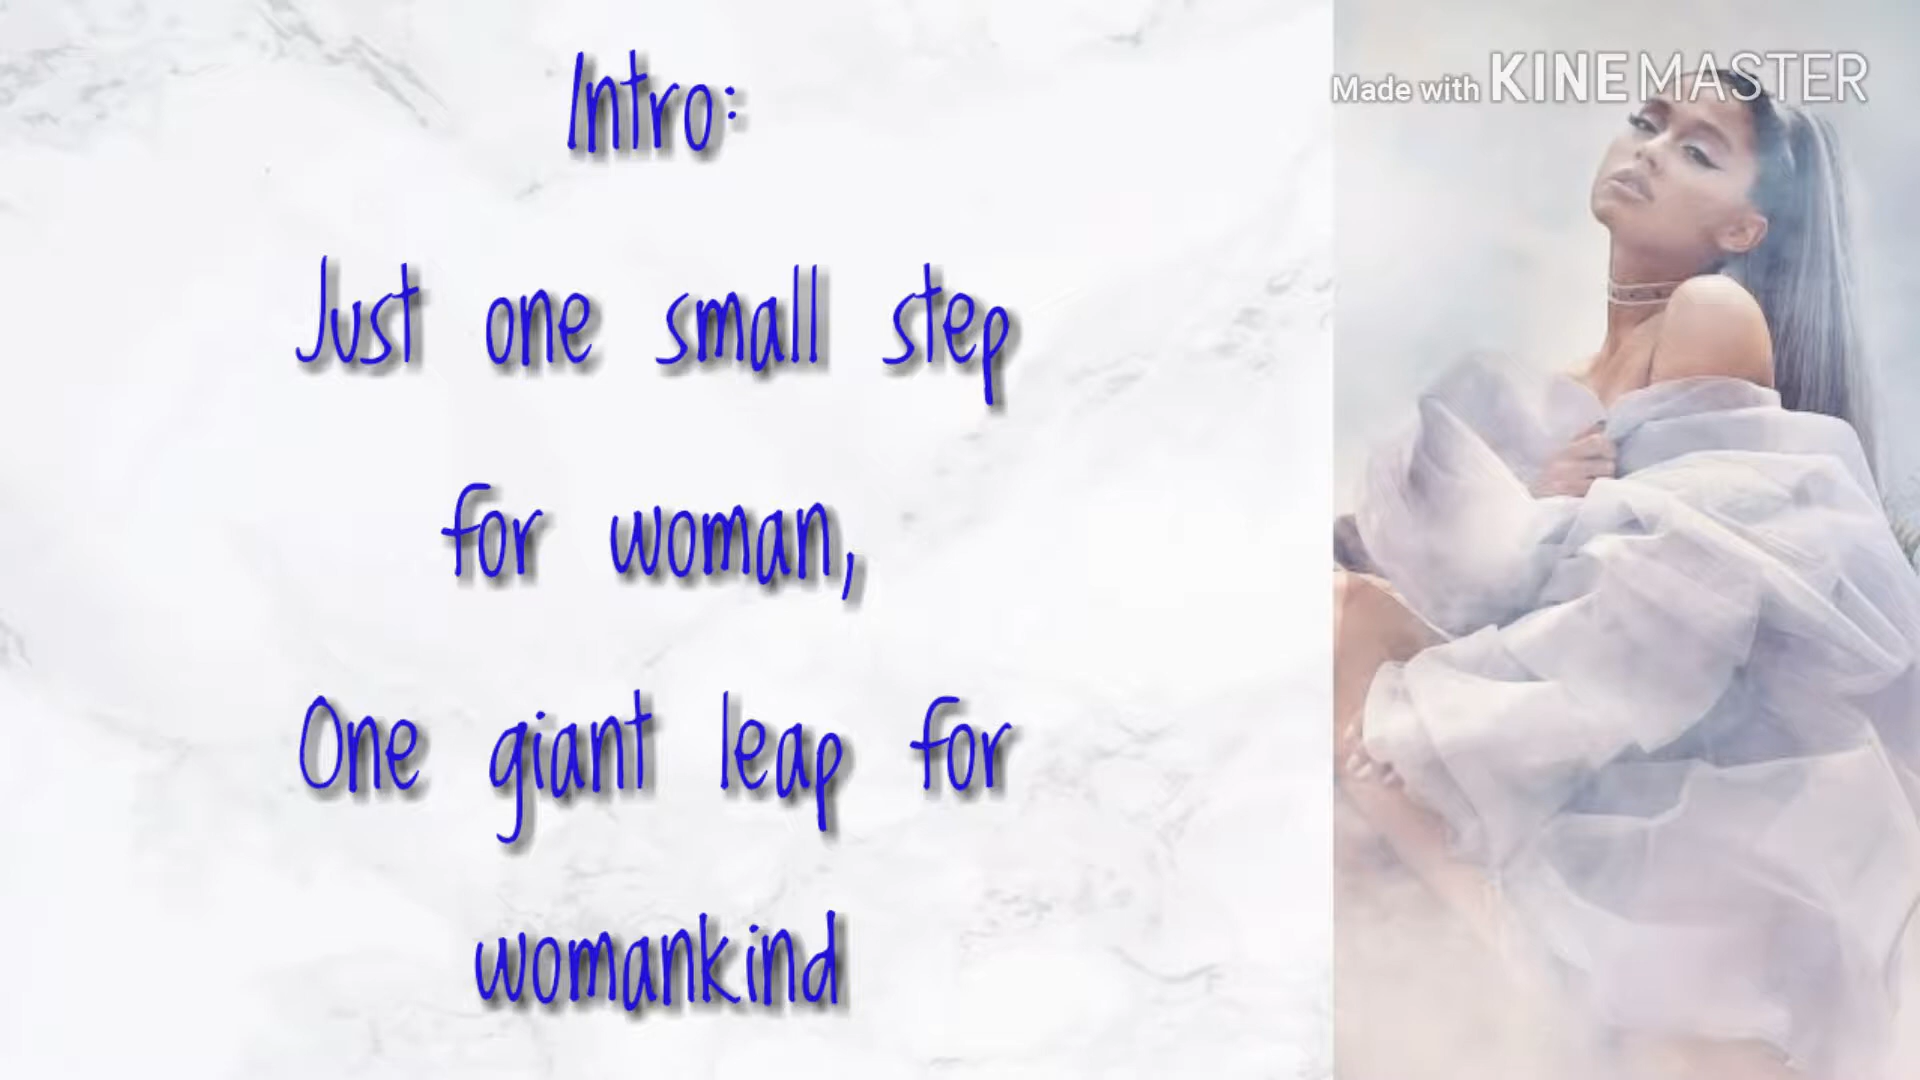 Intro:
Made with KINEMASTER
Just one small step
for woman,
One giant leap for
womankind